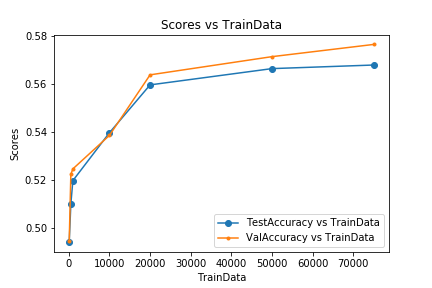 Scores vs TrainData
0.58
0.56
0.54
0.52
0.50
Scores
TestAccuracy vs TrainData
ValAccuracy vs TrainData
0 10000 20000 30000 40000 50000 60000 70000
TrainData